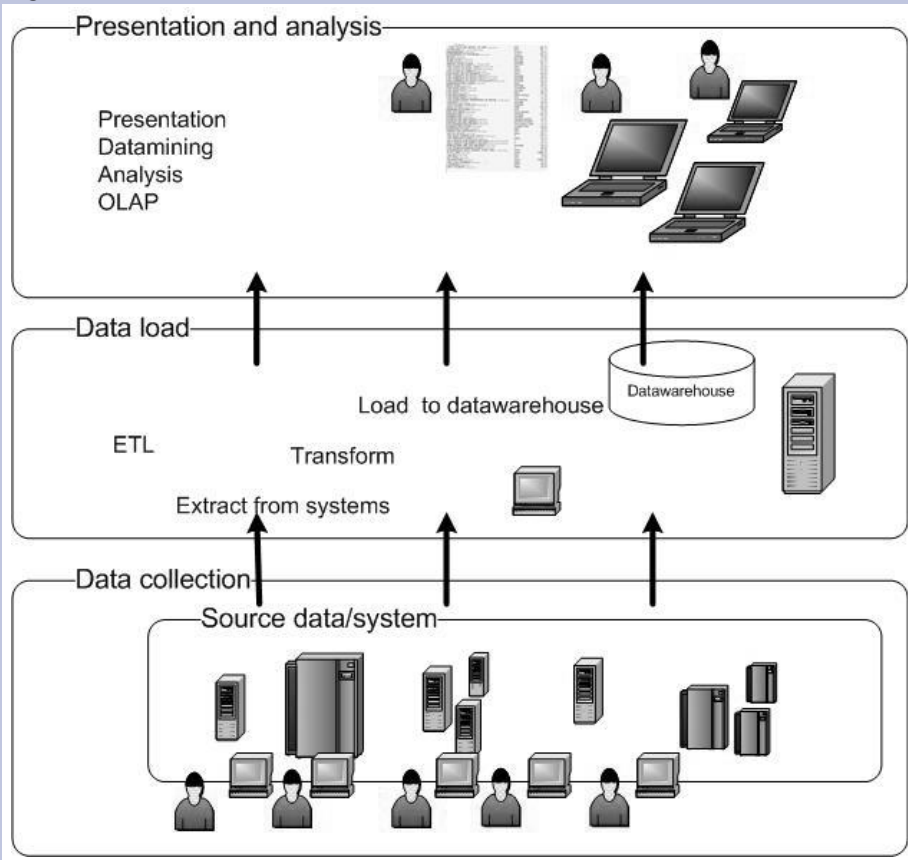 Presentation and analysis
Presentation
Datamining
Analysis
OLAP
Data load
Datawarehouse
Load to datawarehouse
ETL
Transform
Extract from systems
Data collection
Source data/system